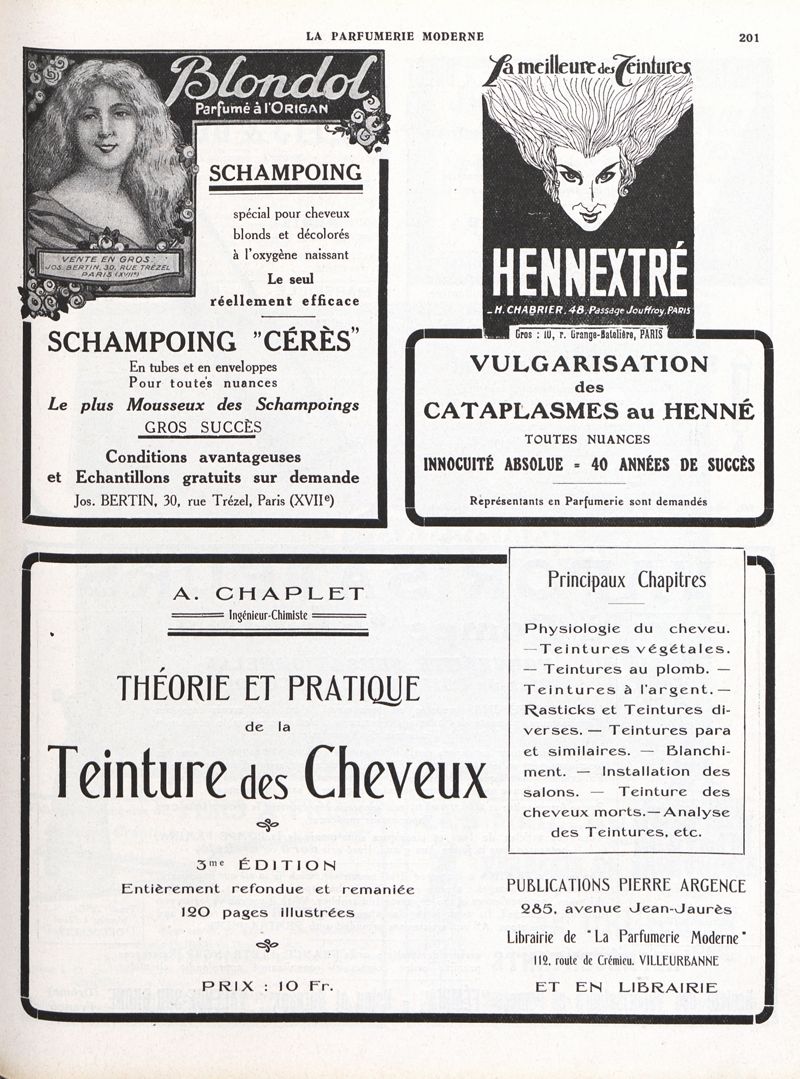 LA PARFUMERIE MODERNE
201
Blondol
Parfumé à l'ORIGAN
VENTE EN GROS:
JOS. BERTIN, 30, RUE TRÉZEL
PARIS (XVIIe)
SCHAMPOING
spécial pour cheveux
blonds et décolorés
à l'oxygène naissant
Le seul
réellement efficace
SCHAMPOING "CÉRÈS"
En tubes et en enveloppes
Pour toutes nuances
Le plus Mousseux des Schampoings
GROS SUCCÈS
Conditions avantageuses
et Echantillons gratuits sur demande
Jos. BERTIN, 30, rue Trézel, Paris (XVIIe)
La meilleure des Teintures
HENNEXTRÉ
H. CHABRIER. 48, Passage Jouffroy, PARIS
Gros : 10, r. Grange-Batelière, PARIS
VULGARISATION
des
CATAPLASMES au HENNÉ
TOUTES NUANCES
INNOCUITÉ ABSOLUE = 40 ANNÉES DE SUCCÈS
Représentants en Parfumerie sont demandés
A. CHAPLET
Ingénieur-Chimiste
THÉORIE ET PRATIQUE
de la
Teinture des Cheveux
3me ÉDITION
Entièrement refondue et remaniée
120 pages illustrées
PRIX : 10 Fr.
Principaux Chapitres
Physiologie du cheveu.
—Teintures végétales.
— Teintures au plomb. —
Teintures à l'argent.—
Rasticks et Teintures di-
verses. — Teintures para
et similaires. — Blanchi-
ment. — Installation des
salons. — Teinture des
cheveux morts.—Analyse
des Teintures, etc.
PUBLICATIONS PIERRE ARGENCE
285, avenue Jean-Jaurès
Librairie de "La Parfumerie Moderne"
112, route de Crémieu, VILLEURBANNE
ET EN LIBRAIRIE